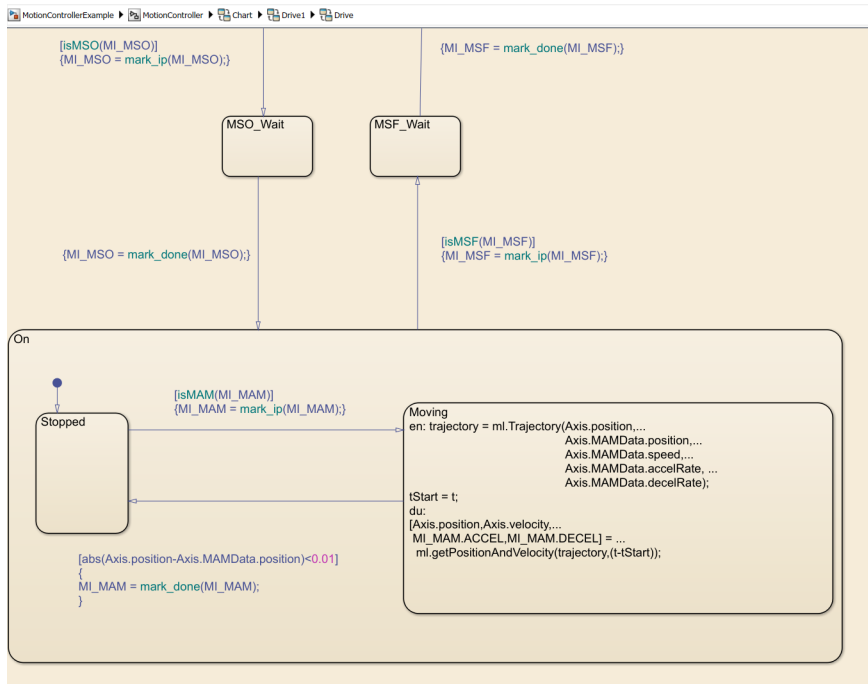 MotionControllerExample ▶ MotionController ▶ Chart ▶ Drive1 ▶ Drive
[isMSO(MI_MSO)]
{MI_MSO = mark_ip(MI_MSO);}
{MI_MSF = mark_done(MI_MSF);}
MSO_Wait
MSF_Wait
{MI_MSO = mark_done(MI_MSO);}
[isMSF(MI_MSF)]
{MI_MSF = mark_ip(MI_MSF);}
On
[isMAM(MI_MAM)]
{MI_MAM = mark_ip(MI_MAM);}
Stopped
Moving
en: trajectory = ml.Trajectory(Axis.position,...
Axis.MAMData.position,...
Axis.MAMData.speed,...
Axis.MAMData.accelRate, ...
Axis.MAMData.decelRate);
tStart = t;
du:
[Axis.position,Axis.velocity,...
MI_MAM.ACCEL,MI_MAM.DECEL] = ...
ml.getPositionAndVelocity(trajectory,(t-tStart));
[abs(Axis.position-Axis.MAMData.position)<0.01]
{
MI_MAM = mark_done(MI_MAM);
}